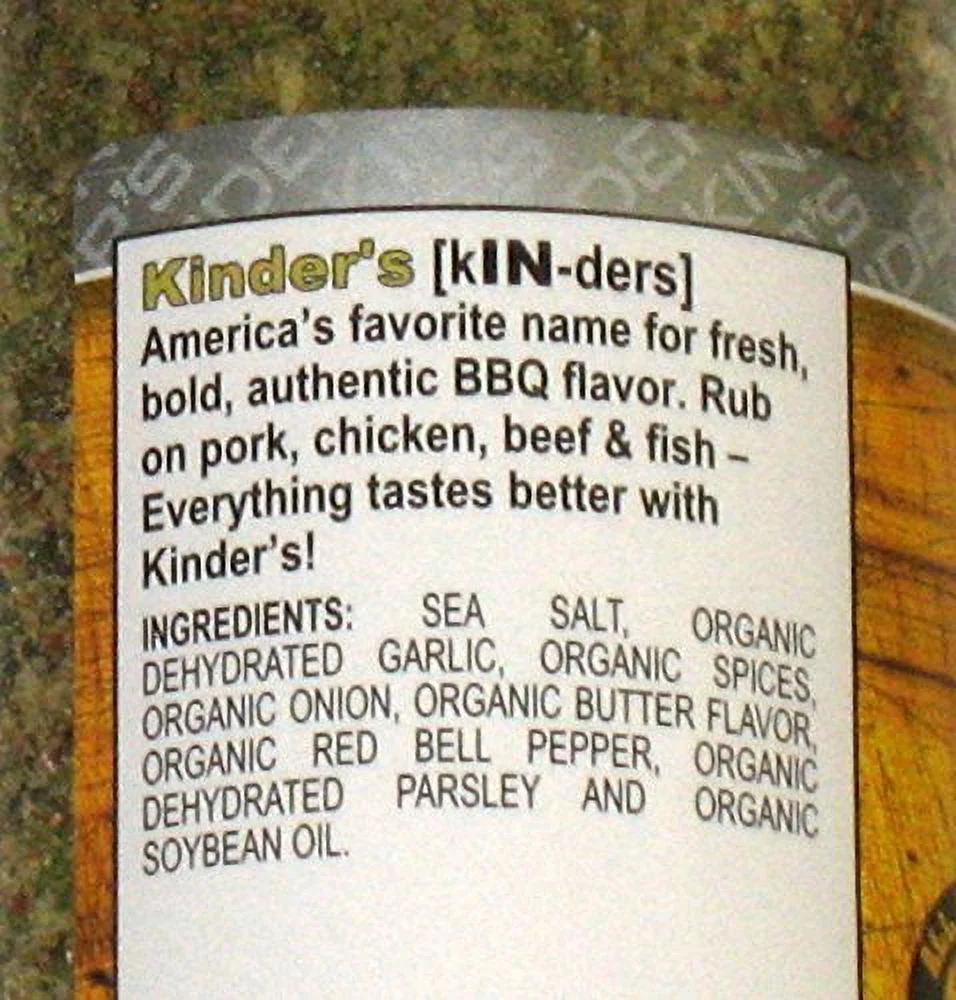 Kinder's [kIN-ders]
America's favorite name for fresh,
bold, authentic BBQ flavor. Rub
on pork, chicken, beef & fish –
Everything tastes better with
Kinder's!
INGREDIENTS: SEA SALT, ORGANIC
DEHYDRATED GARLIC, ORGANIC SPICES,
ORGANIC ONION, ORGANIC BUTTER FLAVOR,
ORGANIC RED BELL PEPPER, ORGANIC
DEHYDRATED PARSLEY AND ORGANIC
SOYBEAN OIL.